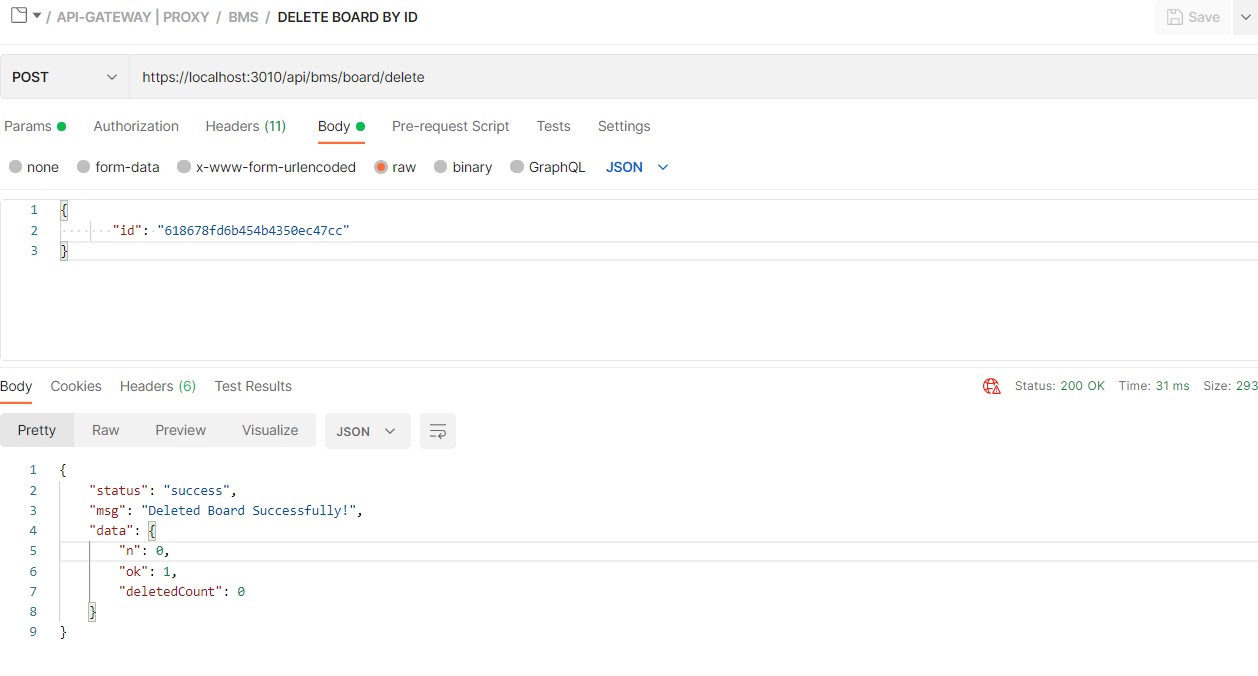 / API-GATEWAY | PROXY / BMS / DELETE BOARD BY ID Save
POST https://localhost:3010/api/bms/board/delete
Params Authorization Headers (11) Body Pre-request Script Tests Settings
none form-data x-www-form-urlencoded raw binary GraphQL JSON
1 {
2 "id": "618678fd6b454b4350ec47cc"
3 }
Body Cookies Headers (6) Test Results Status: 200 OK Time: 31 ms Size: 293
Pretty Raw Preview Visualize JSON
1 {
2 "status": "success",
3 "msg": "Deleted Board Successfully!",
4 "data": {
5 "n": 0,
6 "ok": 1,
7 "deletedCount": 0
8 }
9 }